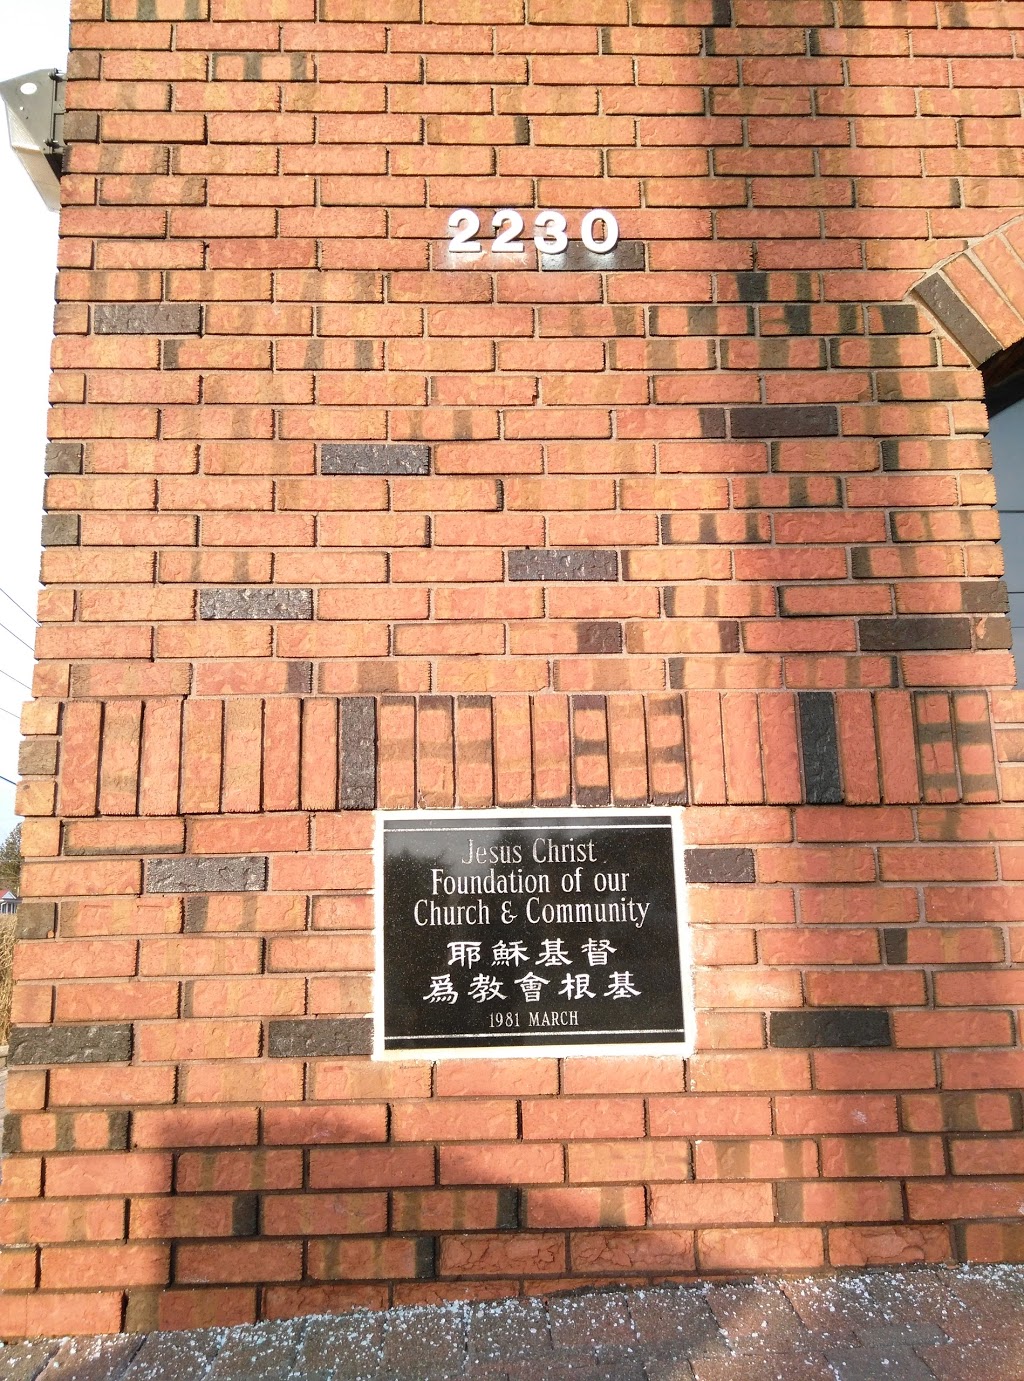 2230
Jesus Christ
Foundation of our
Church & Community
耶穌基督
爲教會根基
1981 MARCH